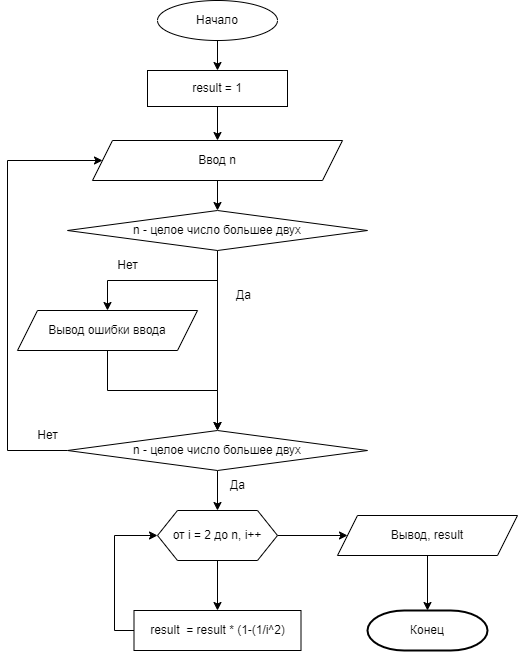 Начало
result = 1
Ввод n
n - целое число большее двух
Нет
Да
Вывод ошибки ввода
Нет
n - целое число большее двух
Да
от i = 2 до n, i++
Вывод, result
result = result * (1-(1/i^2)
Конец